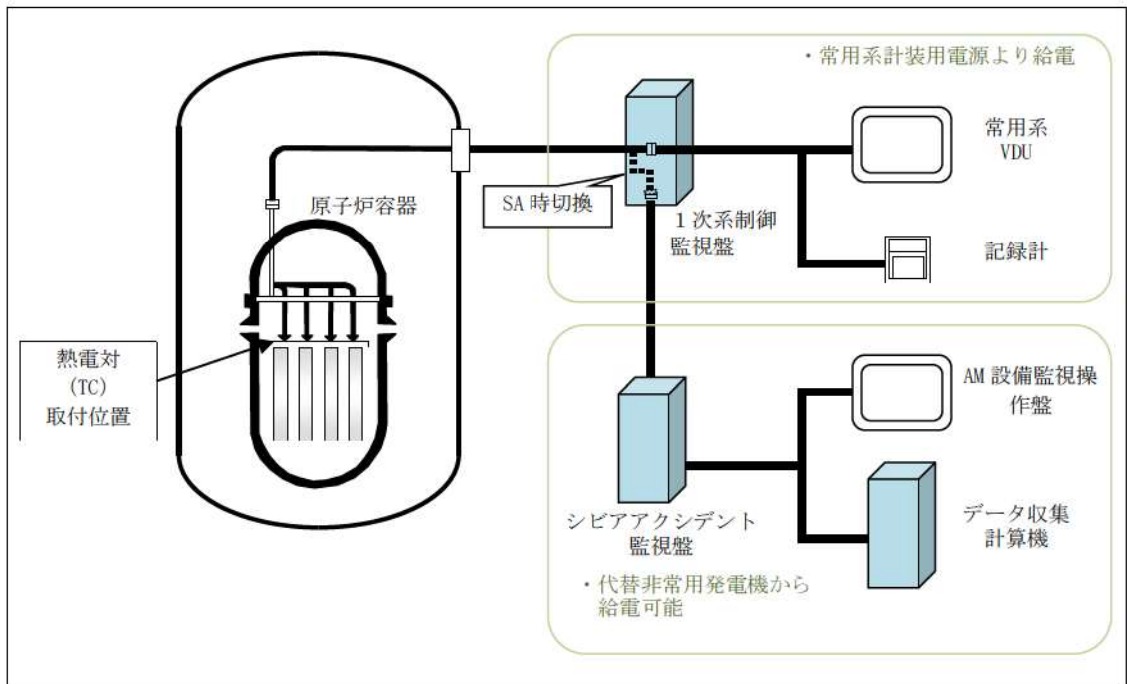 ・常用系計装用電源より給電
常用系
VDU
SA 時切換
１次系制御
監視盤
記録計
原子炉容器
熱電対
(TC)
取付位置
AM 設備監視操
作盤
シビアアクシデント
監視盤
データ収集
計算機
・代替非常用発電機から
給電可能